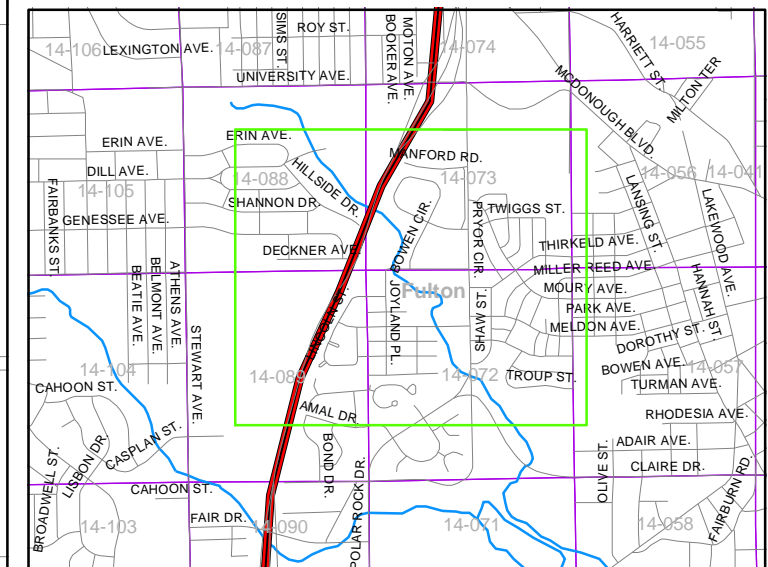 14-106
LEXINGTON AVE.
14-087
SIMS ST.
ROY ST.
UNIVERSITY AVE.
BOOKER AVE.
MOTON AVE.
14-074
HARRIETT ST.
14-055
MILTON TER
MCDONOUGH BLVD.
ERIN AVE.
ERIN AVE.
DILL AVE.
14-105
FAIRBANKS ST.
GENESSEE AVE.
14-088
HILLSIDE DR.
SHANNON DR.
DECKNER AVE.
MANFORD RD.
14-073
BOWEN CIR.
PRYOR CIR.
TWIGGS ST.
THIRKELD AVE.
LANSING ST.
14-056
14-041
LAKEWOOD AVE.
BEATIE AVE.
BELMONT AVE.
ATHENS AVE.
STEWART AVE.
LINCOLN ST.
JOYLAND PL.
Fulton
SHAW ST.
MILLER REED AVE.
MOURY AVE.
PARK AVE.
MELDON AVE.
HANNAH ST.
DOROTHY ST.
14-104
14-089
14-072
TROUP ST.
BOWEN AVE.
14-057
TURMAN AVE.
CAHOON ST.
AMAL DR.
RHODESIA AVE.
BROADWELL ST.
LISBON DR.
CASPLAN ST.
BOND DR.
POLAR ROCK DR.
OLIVE ST.
ADAIR AVE.
CLAIRE DR.
FAIRBURN RD.
CAHOON ST.
FAIR DR.
14-103
14-090
14-071
14-058